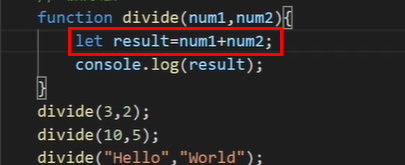 function divide(num1,num2){
let result=num1+num2;
console.log(result);
}
divide(3,2);
divide(10,5);
divide("Hello","World");